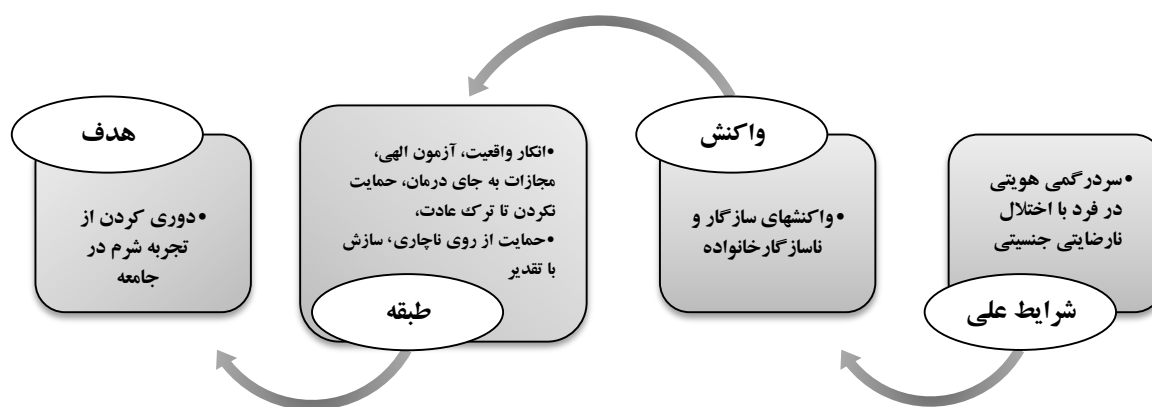 شرایط علی
•سردرگمی هویتی
در فرد با اختلال
نارضایتی جنسیتی
واکنش
•واکنشهای سازگار و
ناسازگارخانواده
طبقه
•انکار واقعیت، آزمون الهی،
مجازات به جای درمان، حمایت
نکردن تا ترک عادت،
•حمایت از روی ناچاری، سازش
با تقدیر
هدف
•دوری کردن از
تجربه شرم در
جامعه